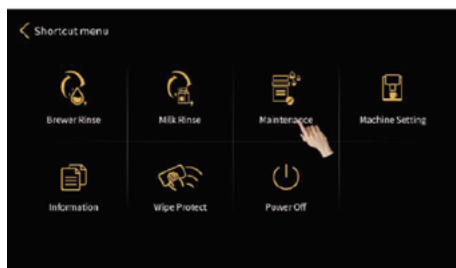 Shortcut menu
Brewer Rinse
Milk Rinse
Maintenance
Machine Setting
Information
Wipe Protect
Power Off